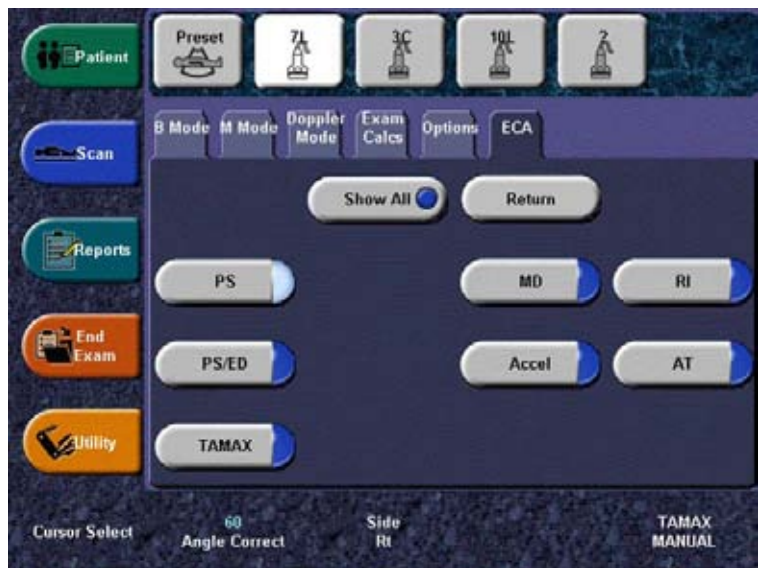 Patient
Preset
7L
3C
10L
2
Scan
B Mode
M Mode
Doppler
Mode
Exam
Calcs
Options
ECA
Show All
Return
Reports
PS
MD
RI
End
Exam
PS/ED
Accel
AT
Utility
TAMAX
Cursor Select
60
Angle Correct
Side
Rt
TAMAX
MANUAL